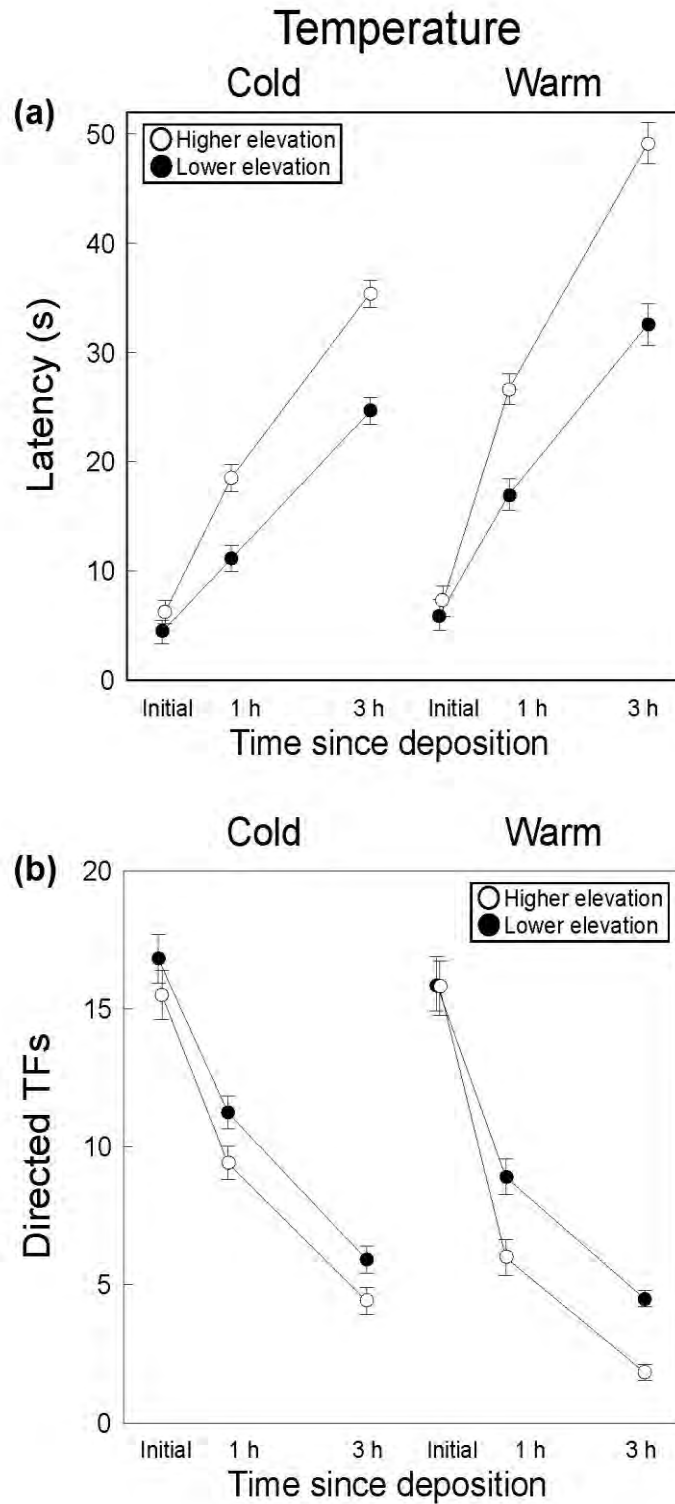 Temperature
Cold Warm
(a)
50
40
30
20
10
0
Higher elevation
Lower elevation
Latency (s)
Initial 1 h 3 h Initial 1 h 3 h
Time since deposition
Cold Warm
(b)
20
15
10
5
0
Higher elevation
Lower elevation
Directed TFs
Initial 1 h 3 h Initial 1 h 3 h
Time since deposition